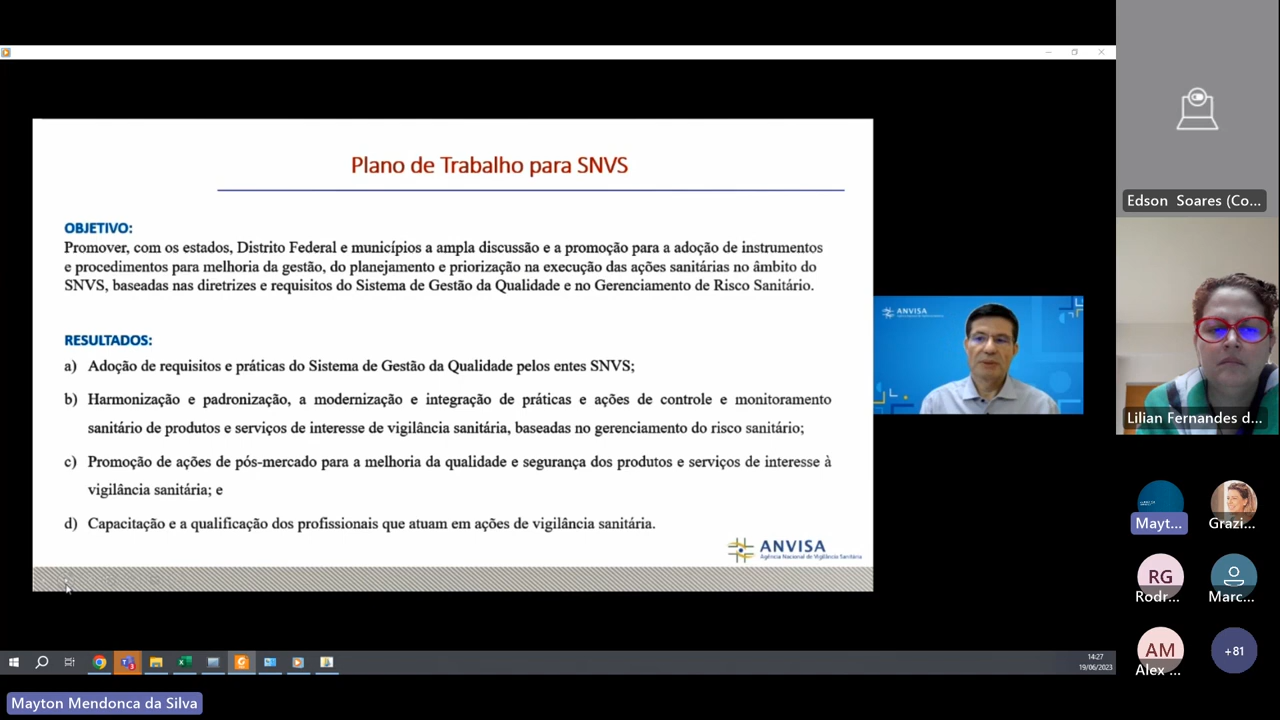 Plano de Trabalho para SNVS
OBJETIVO:
Promover, com os estados, Distrito Federal e municípios a ampla discussão e a promoção para a adoção de instrumentos
e procedimentos para melhoria da gestão, do planejamento e priorização na execução das ações sanitárias no âmbito do
SNVS, baseadas nas diretrizes e requisitos do Sistema de Gestão da Qualidade e no Gerenciamento de Risco Sanitário.
RESULTADOS:
a) Adoção de requisitos e práticas do Sistema de Gestão da Qualidade pelos entes SNVS;
b) Harmonização e padronização, a modernização e integração de práticas e ações de controle e monitoramento
sanitário de produtos e serviços de interesse de vigilância sanitária, baseadas no gerenciamento do risco sanitário;
c) Promoção de ações de pós-mercado para a melhoria da qualidade e segurança dos produtos e serviços de interesse à
vigilância sanitária; e
d) Capacitação e a qualificação dos profissionais que atuam em ações de vigilância sanitária.
ANVISA
Agência Nacional de Vigilância Sanitária
ANVISA
Edson Soares (Co...
Lilian Fernandes d...
Mayt...
Grazi...
RG
Rodr...
Marc...
AM
Alex ...
+81
14:27
19/06/2023
Mayton Mendonca da Silva